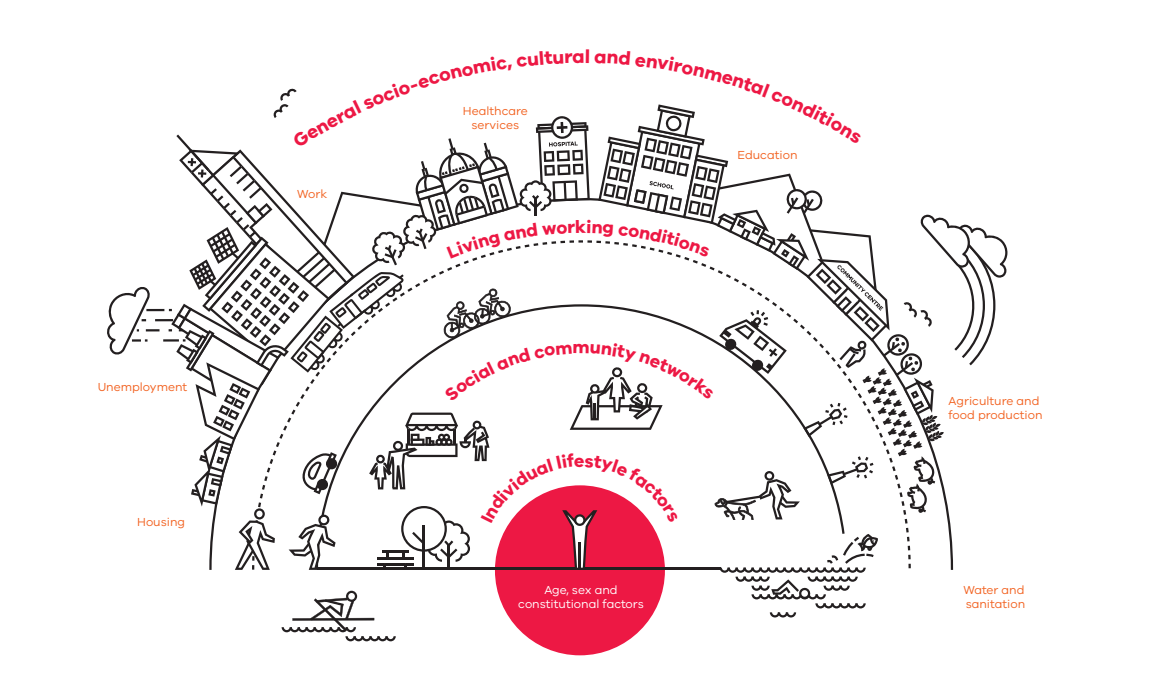 General socio-economic, cultural and environmental conditions
Healthcare
services
HOSPITAL
Education
SCHOOL
Work
Living and working conditions
COMMUNITY CENTRE
Social and community networks
Unemployment
Agriculture and
food production
Individual lifestyle factors
Housing
Age, sex and
constitutional factors
Water and
sanitation